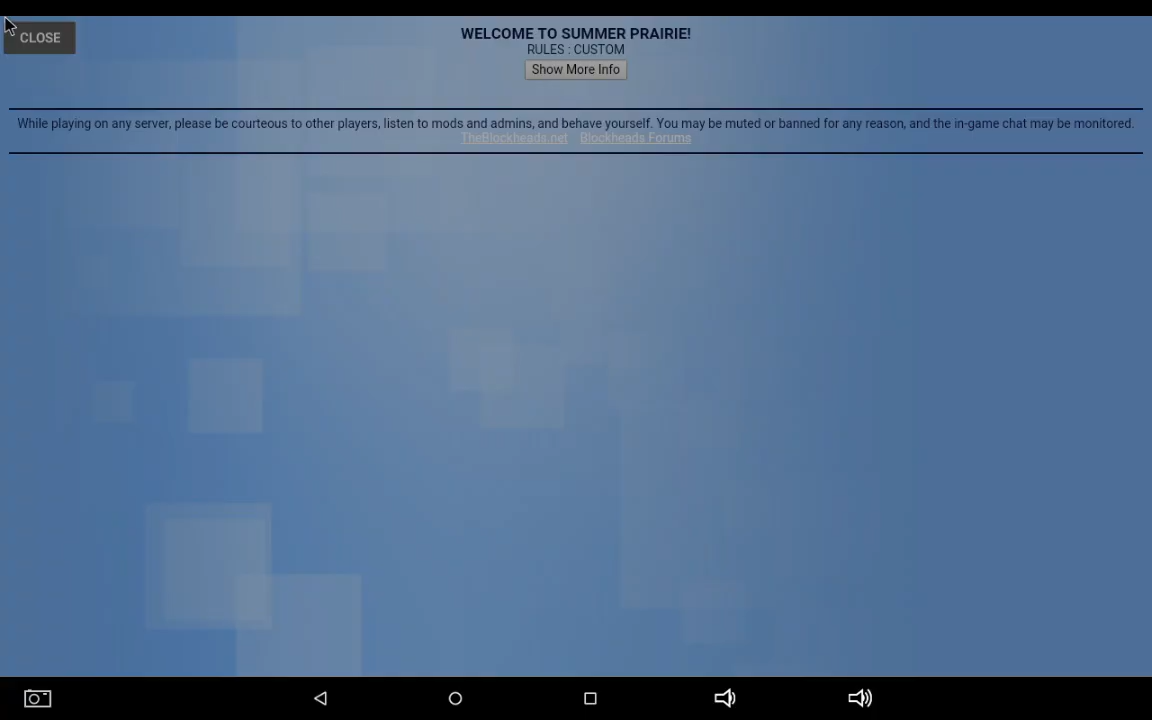 CLOSE
WELCOME TO SUMMER PRAIRIE!
RULES : CUSTOM
Show More Info
While playing on any server, please be courteous to other players, listen to mods and admins, and behave yourself. You may be muted or banned for any reason, and the in-game chat may be monitored.
TheBlockheads.net Blockheads Forums